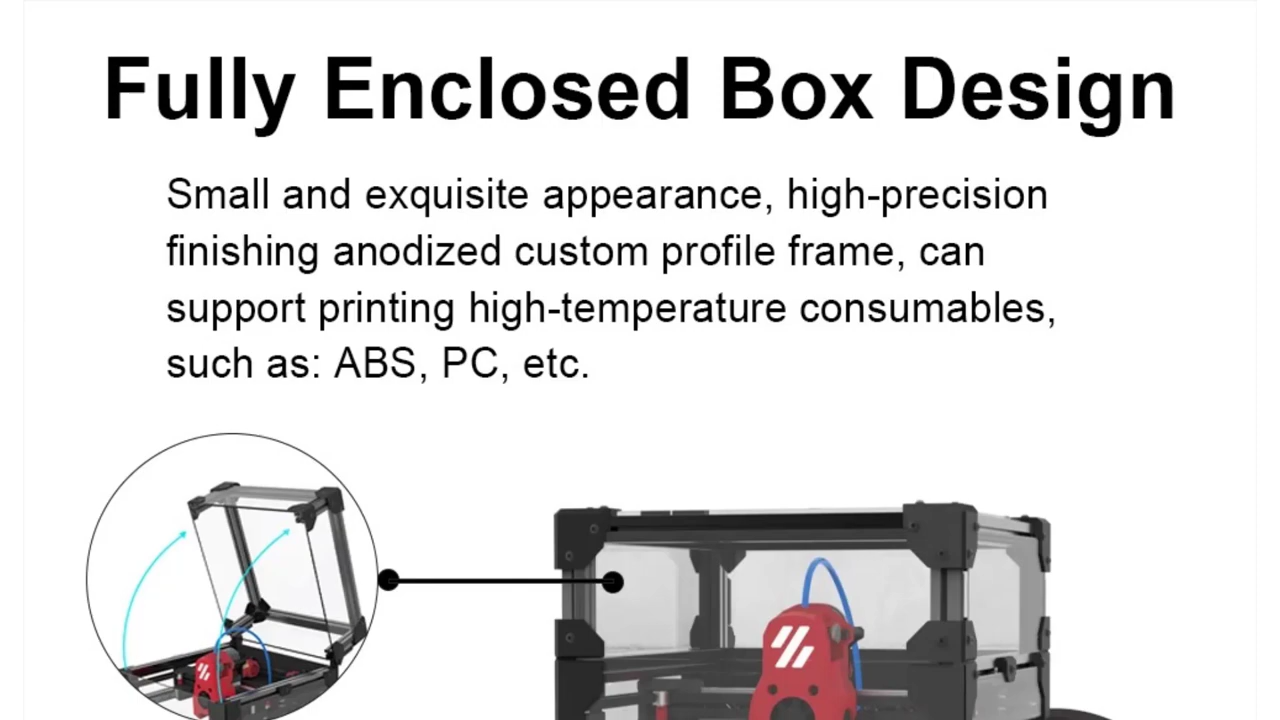 Fully Enclosed Box Design
Small and exquisite appearance, high-precision
finishing anodized custom profile frame, can
support printing high-temperature consumables,
such as: ABS, PC, etc.